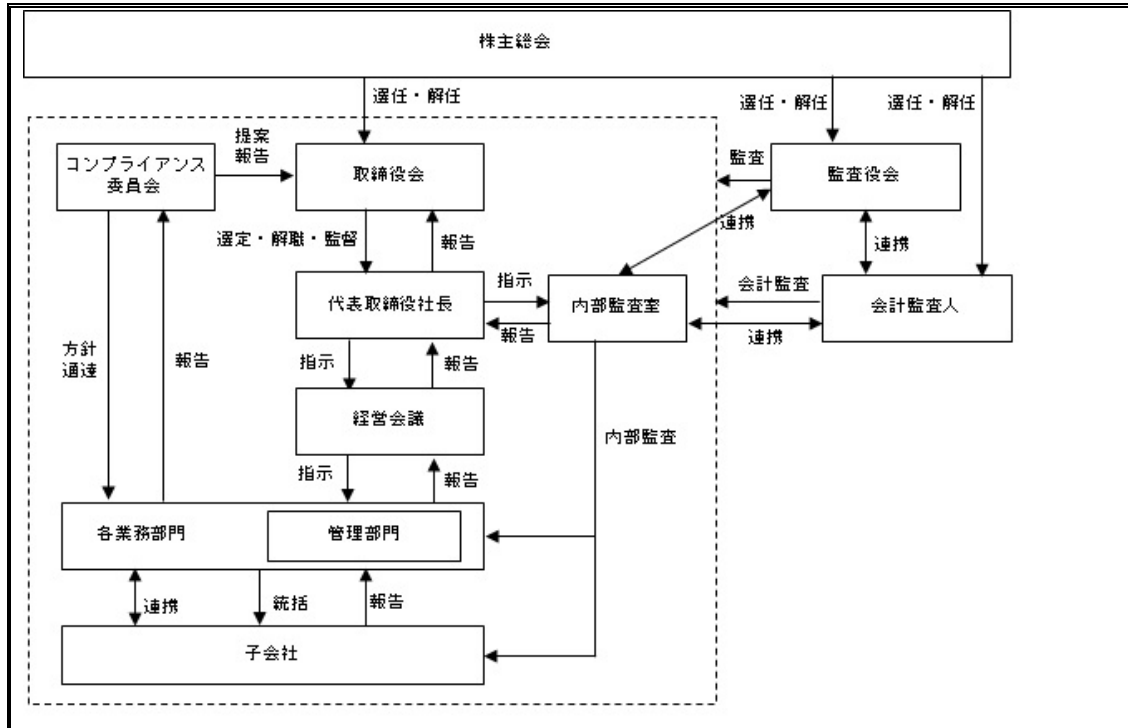 株主総会
選任・解任
選任・解任
選任・解任
提案
報告
コンプライアンス
委員会
取締役会
監査
監査役会
連携
選定・解職・監督
報告
連携
代表取締役社長
指示
報告
内部監査室
会計監査
連携
会計監査人
方針
通達
報告
指示
報告
経営会議
内部監査
指示
報告
各業務部門
管理部門
連携
統括
報告
子会社